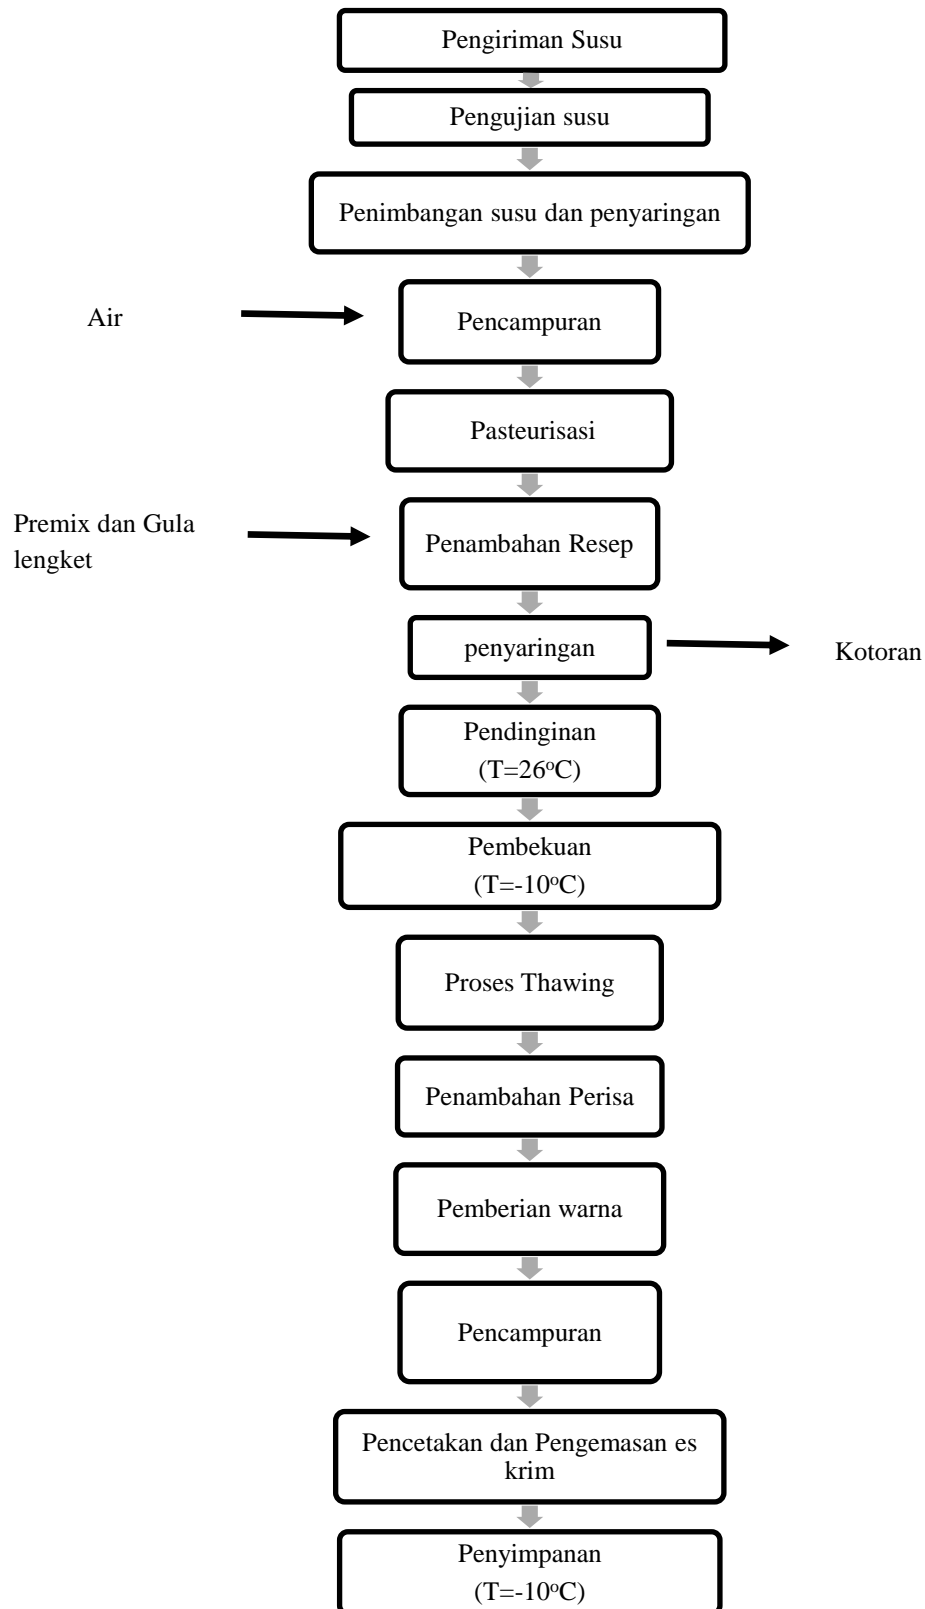 Pengiriman Susu
Pengujian susu
Penimbangan susu dan penyaringan
Air
Pencampuran
Pasteurisasi
Premix dan Gula
lengket
Penambahan Resep
penyaringan
Kotoran
Pendinginan
(T=26°C)
Pembekuan
(T=-10°C)
Proses Thawing
Penambahan Perisa
Pemberian warna
Pencampuran
Pencetakan dan Pengemasan es
krim
Penyimpanan
(T=-10°C)